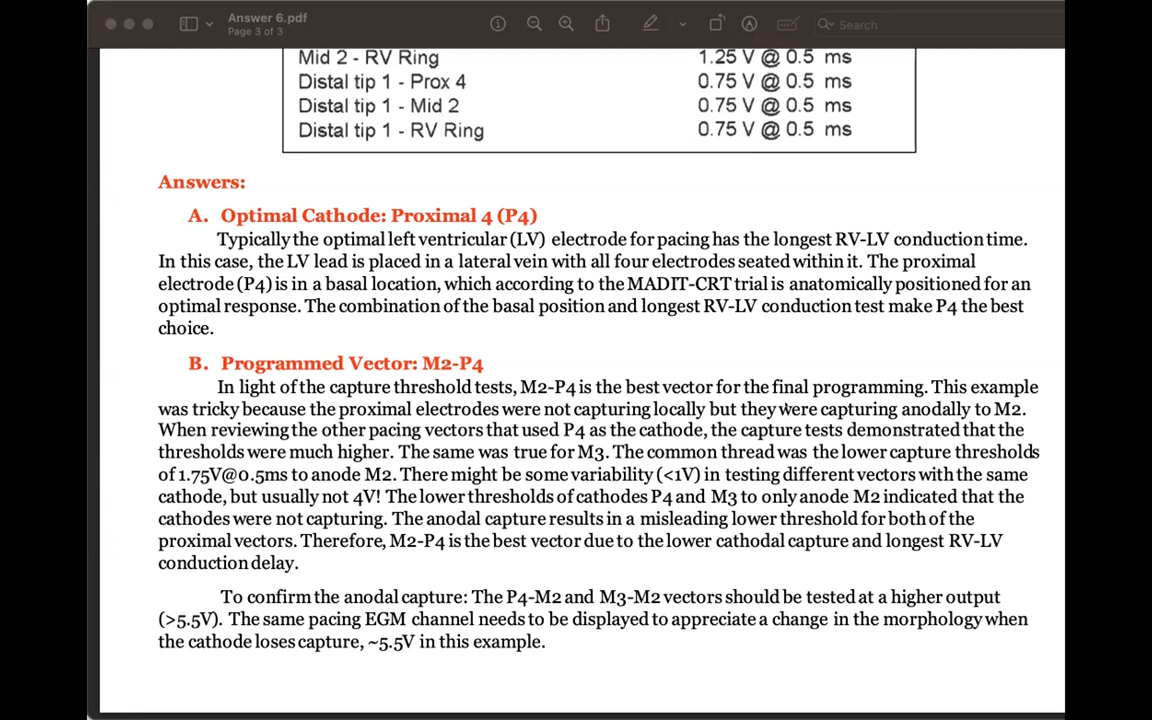 Answer 6.pdf
Page 3 of 3
Search
Mid 2 - RV Ring 1.25 V @ 0.5 ms
Distal tip 1 - Prox 4 0.75 V @ 0.5 ms
Distal tip 1 - Mid 2 0.75 V @ 0.5 ms
Distal tip 1 - RV Ring 0.75 V @ 0.5 ms
Answers:
A. Optimal Cathode: Proximal 4 (P4)
Typically the optimal left ventricular (LV) electrode for pacing has the longest RV-LV conduction time.
In this case, the LV lead is placed in a lateral vein with all four electrodes seated within it. The proximal
electrode (P4) is in a basal location, which according to the MADIT-CRT trial is anatomically positioned for an
optimal response. The combination of the basal position and longest RV-LV conduction test make P4 the best
choice.
B. Programmed Vector: M2-P4
In light of the capture threshold tests, M2-P4 is the best vector for the final programming. This example
was tricky because the proximal electrodes were not capturing locally but they were capturing anodally to M2.
When reviewing the other pacing vectors that used P4 as the cathode, the capture tests demonstrated that the
thresholds were much higher. The same was true for M3. The common thread was the lower capture thresholds
of 1.75V@0.5ms to anode M2. There might be some variability (<1V) in testing different vectors with the same
cathode, but usually not 4V! The lower thresholds of cathodes P4 and M3 to only anode M2 indicated that the
cathodes were not capturing. The anodal capture results in a misleading lower threshold for both of the
proximal vectors. Therefore, M2-P4 is the best vector due to the lower cathodal capture and longest RV-LV
conduction delay.
To confirm the anodal capture: The P4-M2 and M3-M2 vectors should be tested at a higher output
(>5.5V). The same pacing EGM channel needs to be displayed to appreciate a change in the morphology when
the cathode loses capture, ~5.5V in this example.